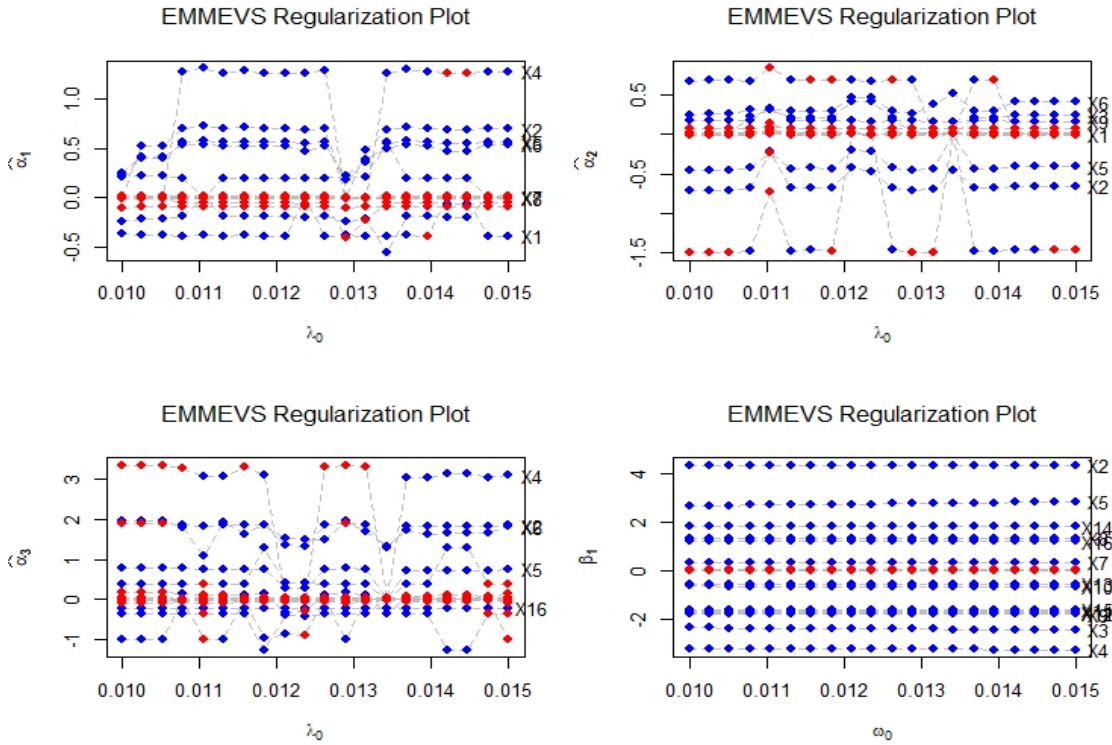 EMMEVS Regularization Plot
α̂₁
1.0
0.5
0.0
-0.5
X4
X2
X1
0.010 0.011 0.012 0.013 0.014 0.015
λ₀
EMMEVS Regularization Plot
α̂₂
0.5
-0.5
-1.5
X6
X1
X5
X2
0.010 0.011 0.012 0.013 0.014 0.015
λ₀
EMMEVS Regularization Plot
α̂₃
3
2
1
0
-1
X4
X5
X16
0.010 0.011 0.012 0.013 0.014 0.015
λ₀
EMMEVS Regularization Plot
β₁
4
2
0
-2
X2
X5
X14
X7
X10
X3
X4
0.010 0.011 0.012 0.013 0.014 0.015
ω₀